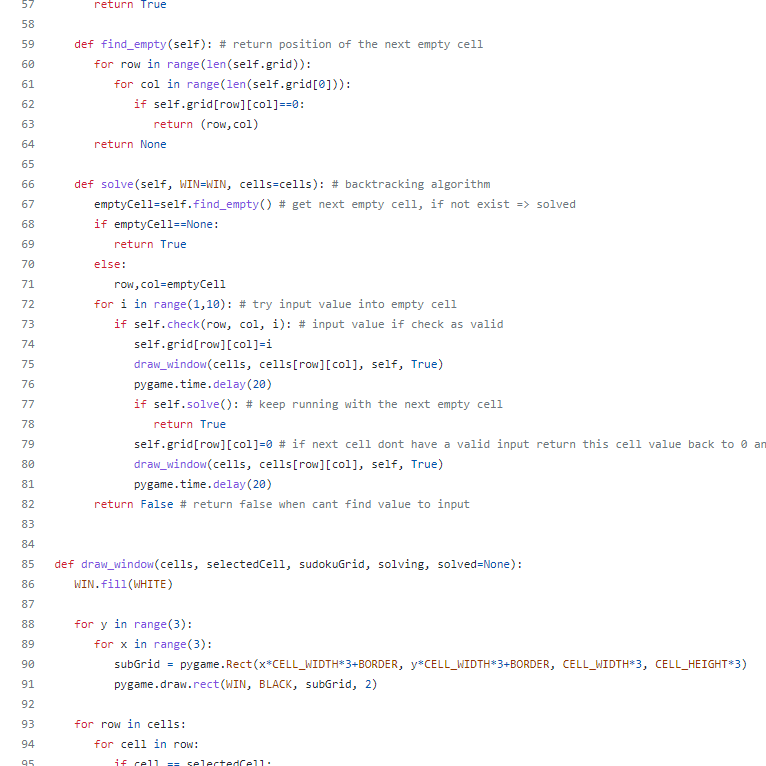 57 return True
58
59 def find_empty(self): # return position of the next empty cell
60 for row in range(len(self.grid)):
61 for col in range(len(self.grid[0])):
62 if self.grid[row][col]==0:
63 return (row,col)
64 return None
65
66 def solve(self, WIN=WIN, cells=cells): # backtracking algorithm
67 emptyCell=self.find_empty() # get next empty cell, if not exist => solved
68 if emptyCell==None:
69 return True
70 else:
71 row,col=emptyCell
72 for i in range(1,10): # try input value into empty cell
73 if self.check(row, col, i): # input value if check as valid
74 self.grid[row][col]=i
75 draw_window(cells, cells[row][col], self, True)
76 pygame.time.delay(20)
77 if self.solve(): # keep running with the next empty cell
78 return True
79 self.grid[row][col]=0 # if next cell dont have a valid input return this cell value back to 0 an
80 draw_window(cells, cells[row][col], self, True)
81 pygame.time.delay(20)
82 return False # return false when cant find value to input
83
84
85 def draw_window(cells, selectedCell, sudokuGrid, solving, solved=None):
86 WIN.fill(WHITE)
87
88 for y in range(3):
89 for x in range(3):
90 subGrid = pygame.Rect(x*CELL_WIDTH*3+BORDER, y*CELL_WIDTH*3+BORDER, CELL_WIDTH*3, CELL_HEIGHT*3)
91 pygame.draw.rect(WIN, BLACK, subGrid, 2)
92
93 for row in cells:
94 for cell in row:
95 if cell == selectedCell: